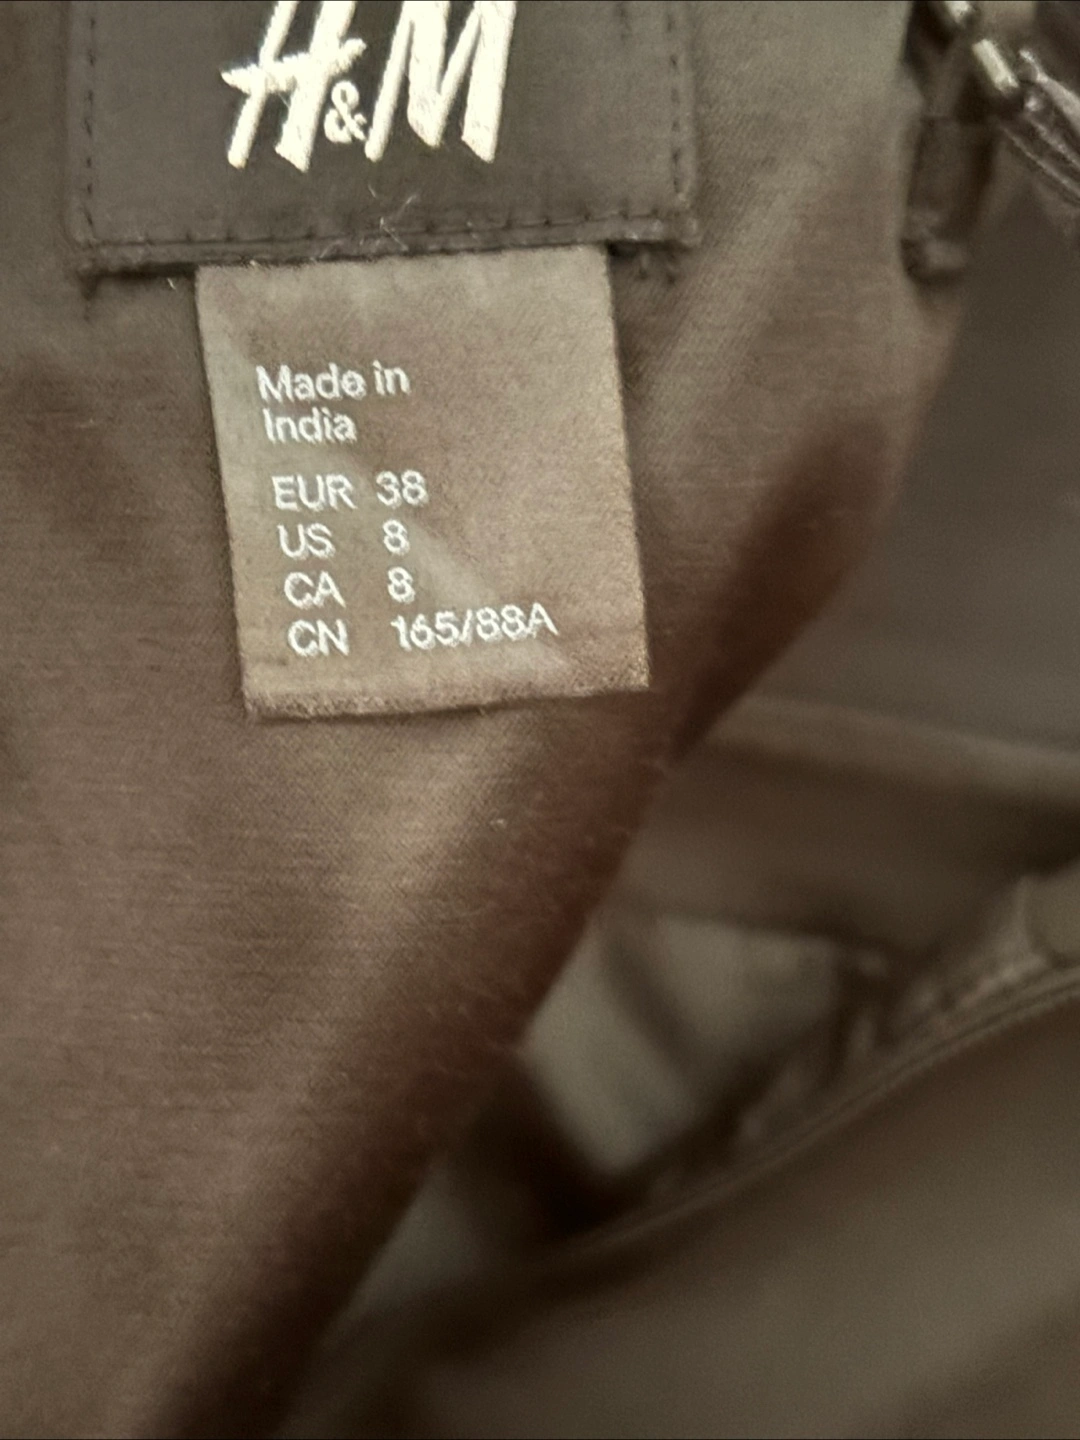 H&M
Made in
India
EUR 38
US 8
CA 8
CN 165/88A